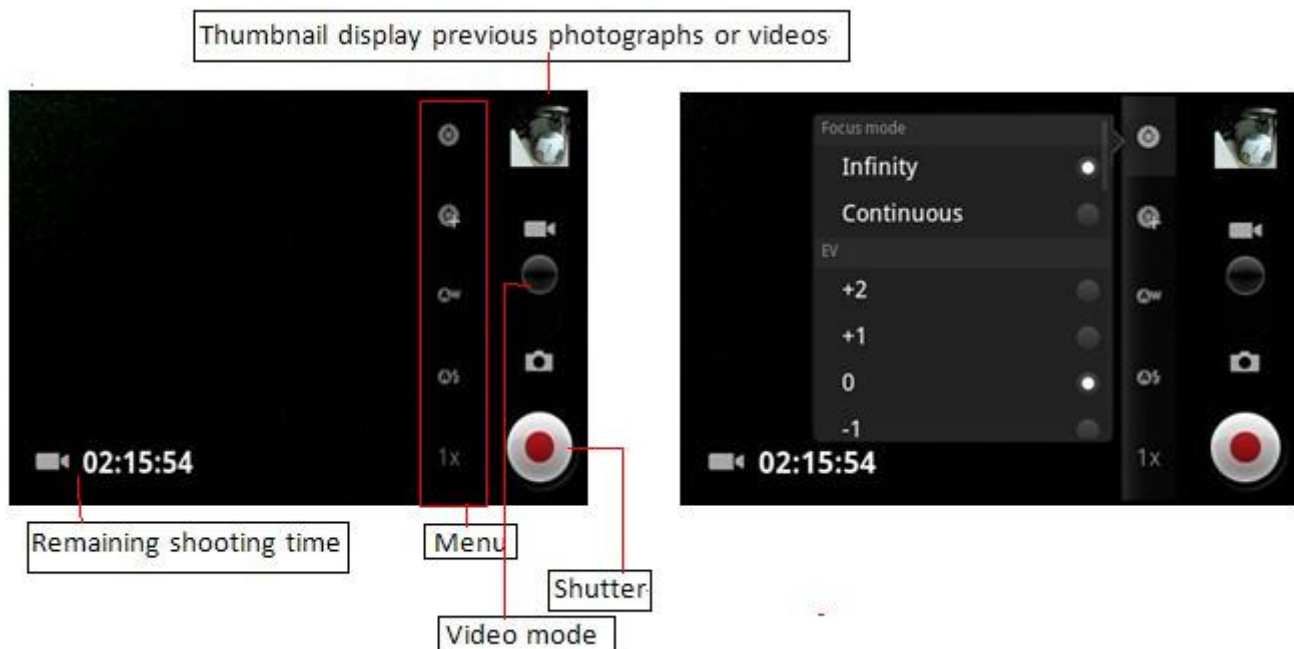 Thumbnail display previous photographs or videos
02:15:54
1x
Remaining shooting time
Menu
Shutter
Video mode
Focus mode
Infinity
Continuous
EV
+2
+1
0
-1
02:15:54
1x